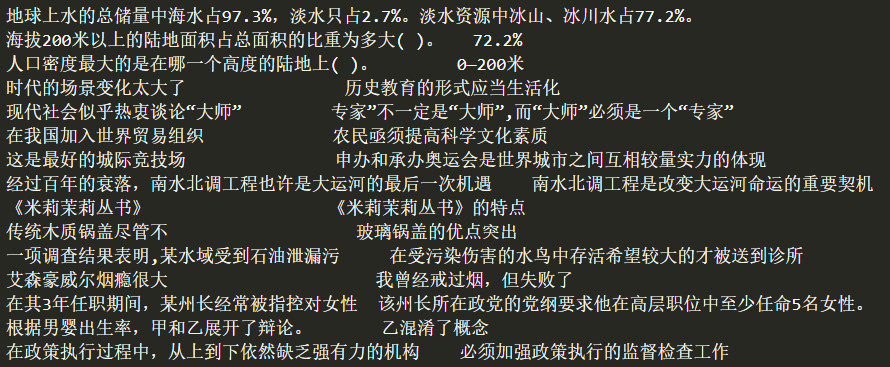 地球上水的总储量中海水占97.3%，淡水只占2.7%。淡水资源中冰山、冰川水占77.2%。
海拔200米以上的陆地面积占总面积的比重为多大( )。 72.2%
人口密度最大的是在哪一个高度的陆地上( )。 0—200米
时代的场景变化太大了 历史教育的形式应当生活化
现代社会似乎热衷谈论“大师” 专家”不一定是“大师”,而“大师”必须是一个“专家”
在我国加入世界贸易组织 农民亟须提高科学文化素质
这是最好的城际竞技场 申办和承办奥运会是世界城市之间互相较量实力的体现
经过百年的衰落，南水北调工程也许是大运河的最后一次机遇 南水北调工程是改变大运河命运的重要契机
《米莉茉莉丛书》 《米莉茉莉丛书》的特点
传统木质锅盖尽管不 玻璃锅盖的优点突出
一项调查结果表明,某水域受到石油泄漏污 在受污染伤害的水鸟中存活希望较大的才被送到诊所
艾森豪威尔烟瘾很大 我曾经戒过烟，但失败了
在其3年任职期间，某州长经常被指控对女性 该州长所在政党的党纲要求他在高层职位中至少任命5名女性。
根据男婴出生率，甲和乙展开了辩论。 乙混淆了概念
在政策执行过程中，从上到下依然缺乏强有力的机构 必须加强政策执行的监督检查工作